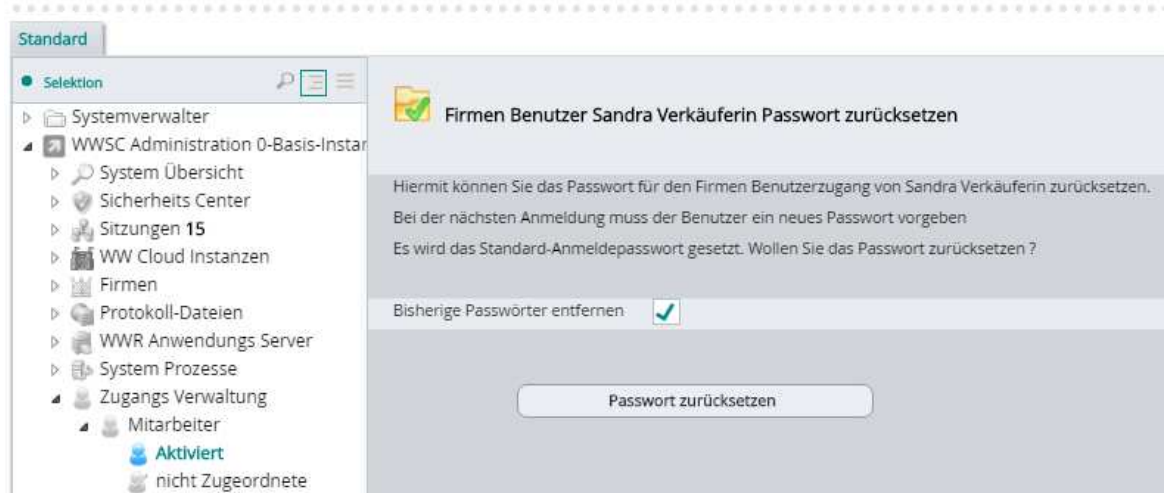 Standard
Selektion
Systemverwalter
WWSC Administration 0-Basis-Instan
System Übersicht
Sicherheits Center
Sitzungen 15
WW Cloud Instanzen
Firmen
Protokoll-Dateien
WWR Anwendungs Server
System Prozesse
Zugangs Verwaltung
Mitarbeiter
Aktiviert
nicht Zugeordnete
Firmen Benutzer Sandra Verkäuferin Passwort zurücksetzen
Hiermit können Sie das Passwort für den Firmen Benutzerzugang von Sandra Verkäuferin zurücksetzen.
Bei der nächsten Anmeldung muss der Benutzer ein neues Passwort vorgeben
Es wird das Standard-Anmeldepasswort gesetzt. Wollen Sie das Passwort zurücksetzen ?
Bisherige Passwörter entfernen
Passwort zurücksetzen